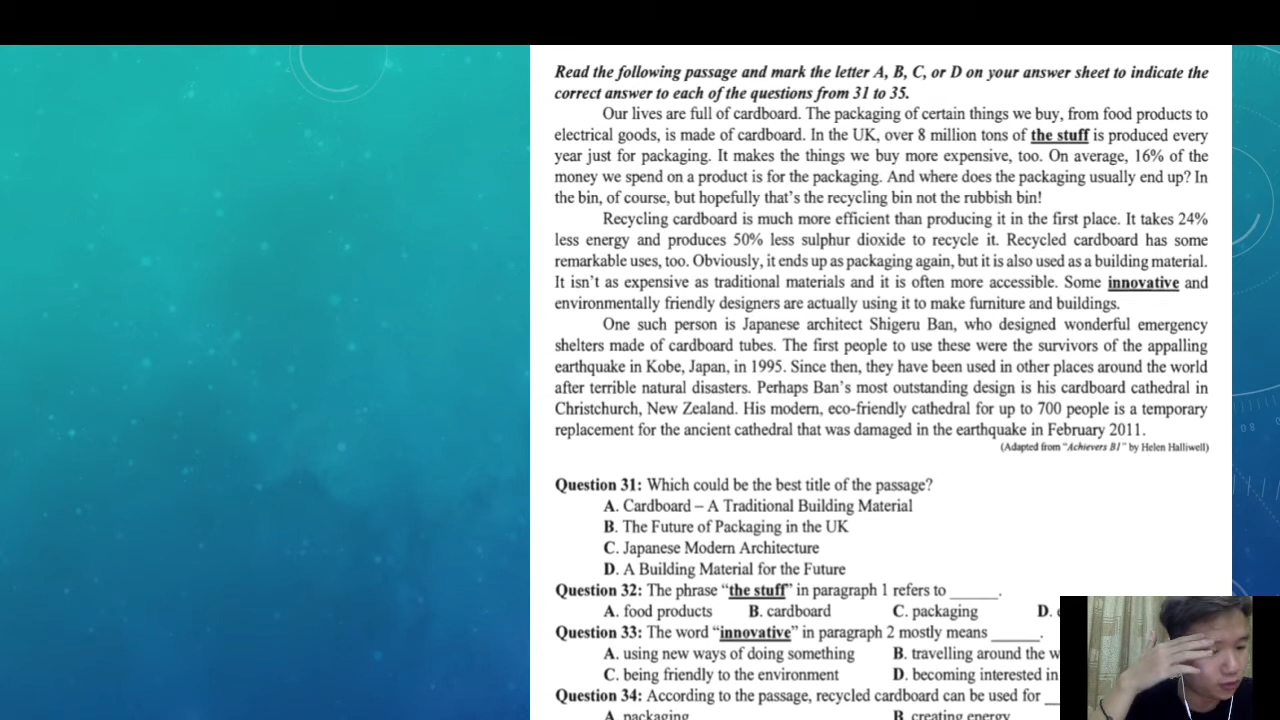 Read the following passage and mark the letter A, B, C, or D on your answer sheet to indicate the
correct answer to each of the questions from 31 to 35.
Our lives are full of cardboard. The packaging of certain things we buy, from food products to
electrical goods, is made of cardboard. In the UK, over 8 million tons of the stuff is produced every
year just for packaging. It makes the things we buy more expensive, too. On average, 16% of the
money we spend on a product is for the packaging. And where does the packaging usually end up? In
the bin, of course, but hopefully that's the recycling bin not the rubbish bin!
Recycling cardboard is much more efficient than producing it in the first place. It takes 24%
less energy and produces 50% less sulphur dioxide to recycle it. Recycled cardboard has some
remarkable uses, too. Obviously, it ends up as packaging again, but it is also used as a building material.
It isn't as expensive as traditional materials and it is often more accessible. Some innovative and
environmentally friendly designers are actually using it to make furniture and buildings.
One such person is Japanese architect Shigeru Ban, who designed wonderful emergency
shelters made of cardboard tubes. The first people to use these were the survivors of the appalling
earthquake in Kobe, Japan, in 1995. Since then, they have been used in other places around the world
after terrible natural disasters. Perhaps Ban's most outstanding design is his cardboard cathedral in
Christchurch, New Zealand. His modern, eco-friendly cathedral for up to 700 people is a temporary
replacement for the ancient cathedral that was damaged in the earthquake in February 2011.
(Adapted from "Achievers B1" by Helen Halliwell)
Question 31: Which could be the best title of the passage?
A. Cardboard – A Traditional Building Material
B. The Future of Packaging in the UK
C. Japanese Modern Architecture
D. A Building Material for the Future
Question 32: The phrase "the stuff" in paragraph 1 refers to ______.
A. food products B. cardboard C. packaging D.
Question 33: The word "innovative" in paragraph 2 mostly means ______.
A. using new ways of doing something B. travelling around the w
C. being friendly to the environment D. becoming interested in
Question 34: According to the passage, recycled cardboard can be used for __
A. packaging B. creating energy
08